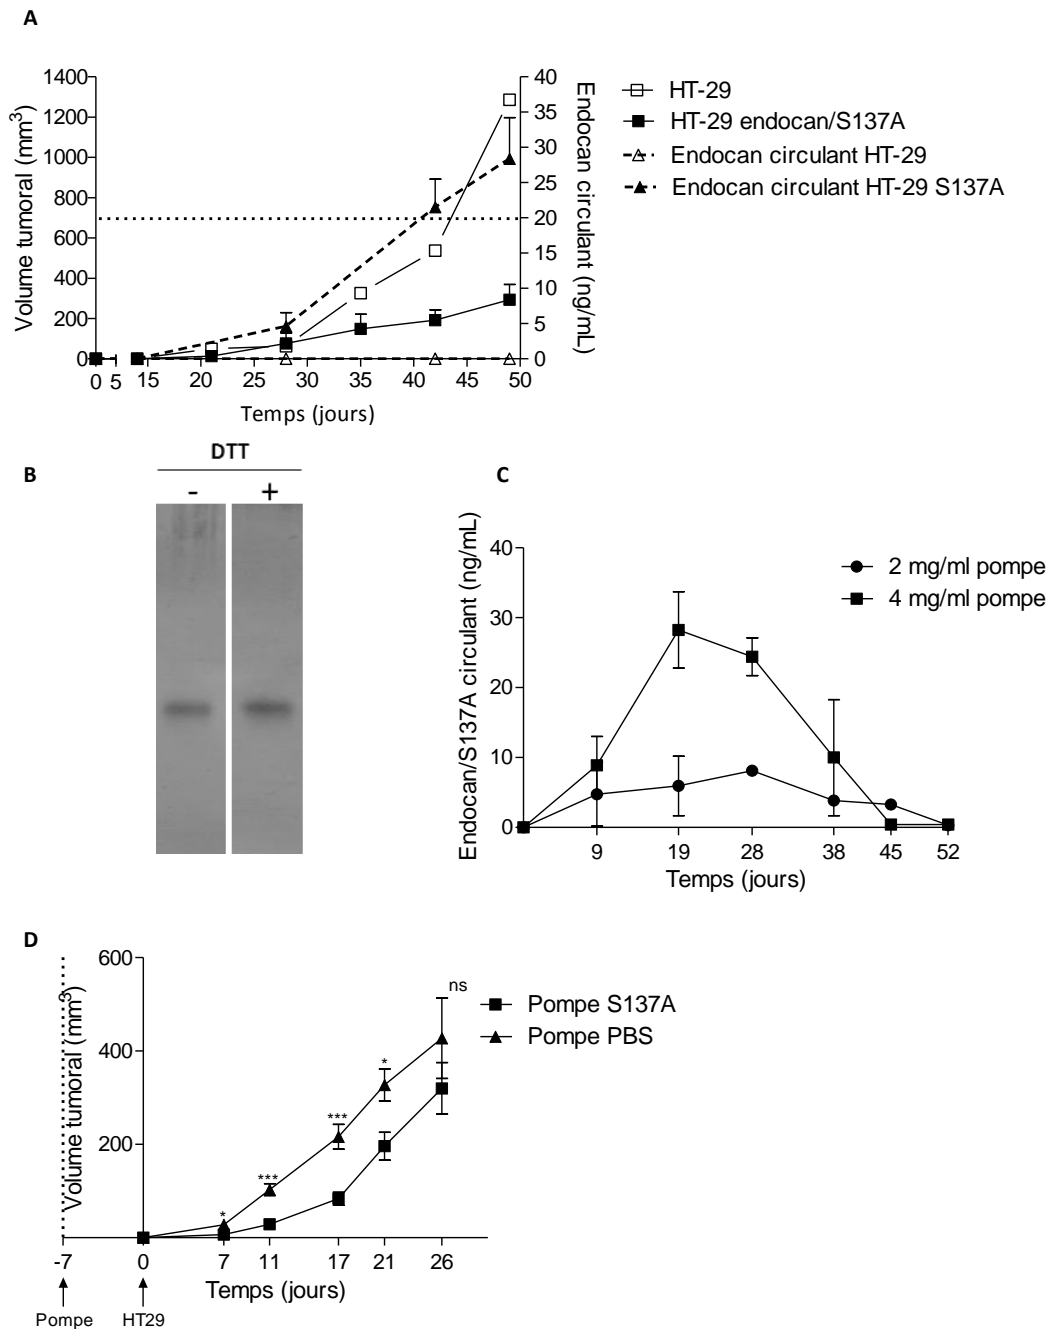 A
1400
1200
1000
800
600
400
200
0
Volume tumoral (mm3)
40
35
30
25
20
15
10
5
0
Endocan circulant (ng/mL)
0 5 15 20 25 30 35 40 45 50
Temps (jours)
HT-29
HT-29 endocan/S137A
Endocan circulant HT-29
Endocan circulant HT-29 S137A
B
DTT
- +
C
40
30
20
10
0
Endocan/S137A circulant (ng/mL)
9 19 28 38 45 52
Temps (jours)
2 mg/ml pompe
4 mg/ml pompe
D
600
400
200
Volume tumoral (mm3)
* *** *** * ns
-7 0 7 11 17 21 26
Temps (jours)
Pompe HT29
Pompe S137A
Pompe PBS